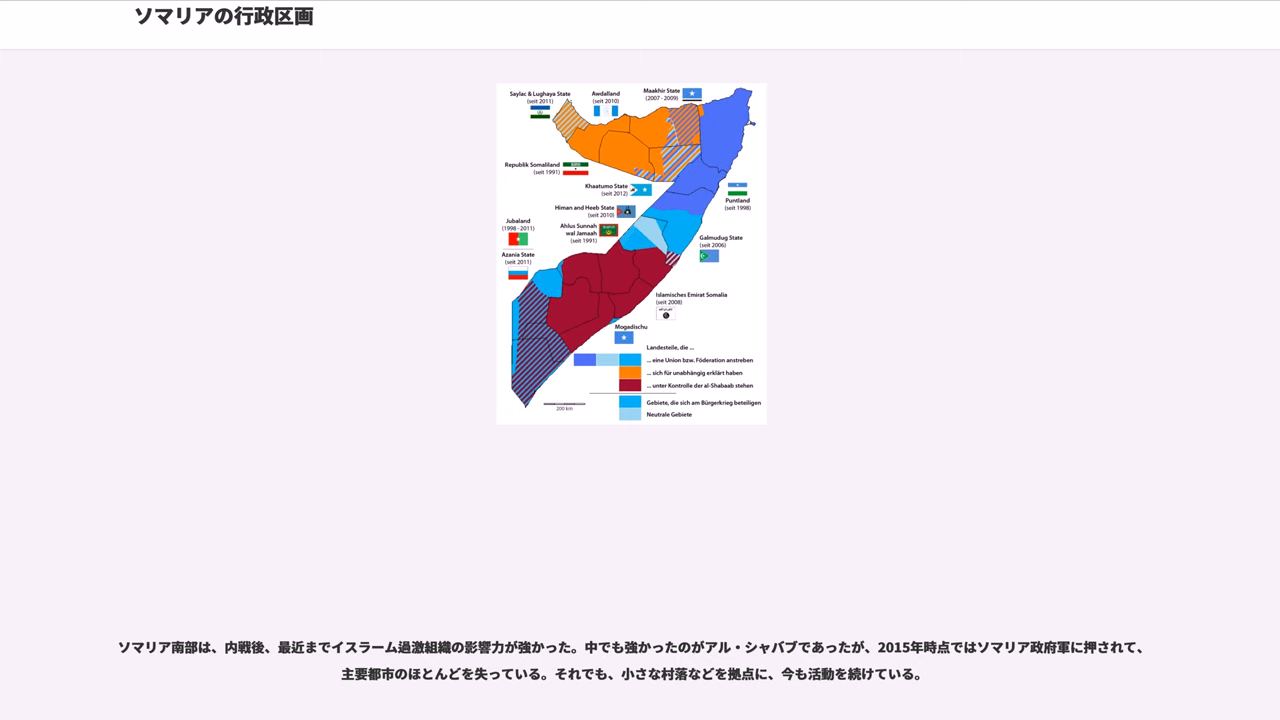 ソマリアの行政区画
Saylac & Lughaya State
(seit 2011)
Awdalland
(seit 2010)
Maakhir State
(2007 - 2009)
Republik Somaliland
(seit 1991)
Khaatumo State
(seit 2012)
Puntland
(seit 1998)
Himan and Heeb State
(seit 2010)
Jubaland
(1998 - 2011)
Ahlus Sunnah
wal Jamaah
(seit 1991)
Galmudug State
(seit 2006)
Azania State
(seit 2011)
Islamisches Emirat Somalia
(seit 2008)
Mogadischu
Landesteile, die ...
... eine Union bzw. Föderation anstreben
... sich für unabhängig erklärt haben
... unter Kontrolle der al-Shabaab stehen
Gebiete, die sich am Bürgerkrieg beteiligen
Neutrale Gebiete
200 km
ソマリア南部は、内戦後、最近までイスラーム過激組織の影響力が強かった。中でも強かったのがアル・シャバブであったが、2015年時点ではソマリア政府軍に押されて、
主要都市のほとんどを失っている。それでも、小さな村落などを拠点に、今も活動を続けている。